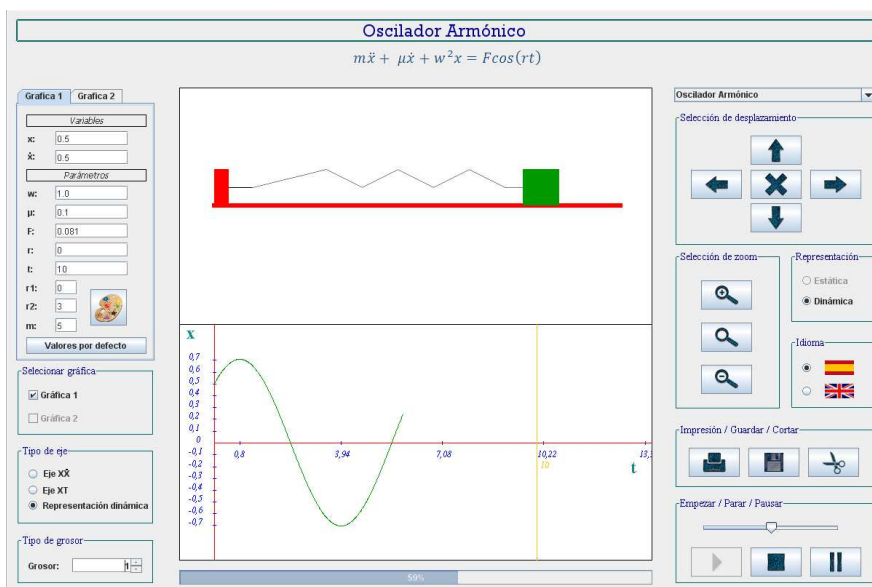 Oscilador Armónico
mẍ + μẋ + w²x = Fcos(rt)
Grafica 1 Grafica 2
Variables
x: 0.5
ẋ: 0.5
Parámetros
w: 1.0
μ: 0.1
F: 0.081
r: 0
t: 10
r1: 0
r2: 3
m: 5
Valores por defecto
Selecionar gráfica
Gráfica 1
Gráfica 2
Tipo de eje
Eje XẊ
Eje XT
Representación dinámica
Tipo de grosor
Grosor: 1
x
0,7
0,6
0,5
0,4
0,3
0,2
0,1
0
-0,1
-0,2
-0,3
-0,4
-0,5
-0,6
-0,7
0,8 3,94 7,08 10,22 13,3
10
t
59%
Oscilador Armónico
Selección de desplazamiento
Selección de zoom
Representación
Estática
Dinámica
Idioma
Impresión / Guardar / Cortar
Empezar / Parar / Pausar